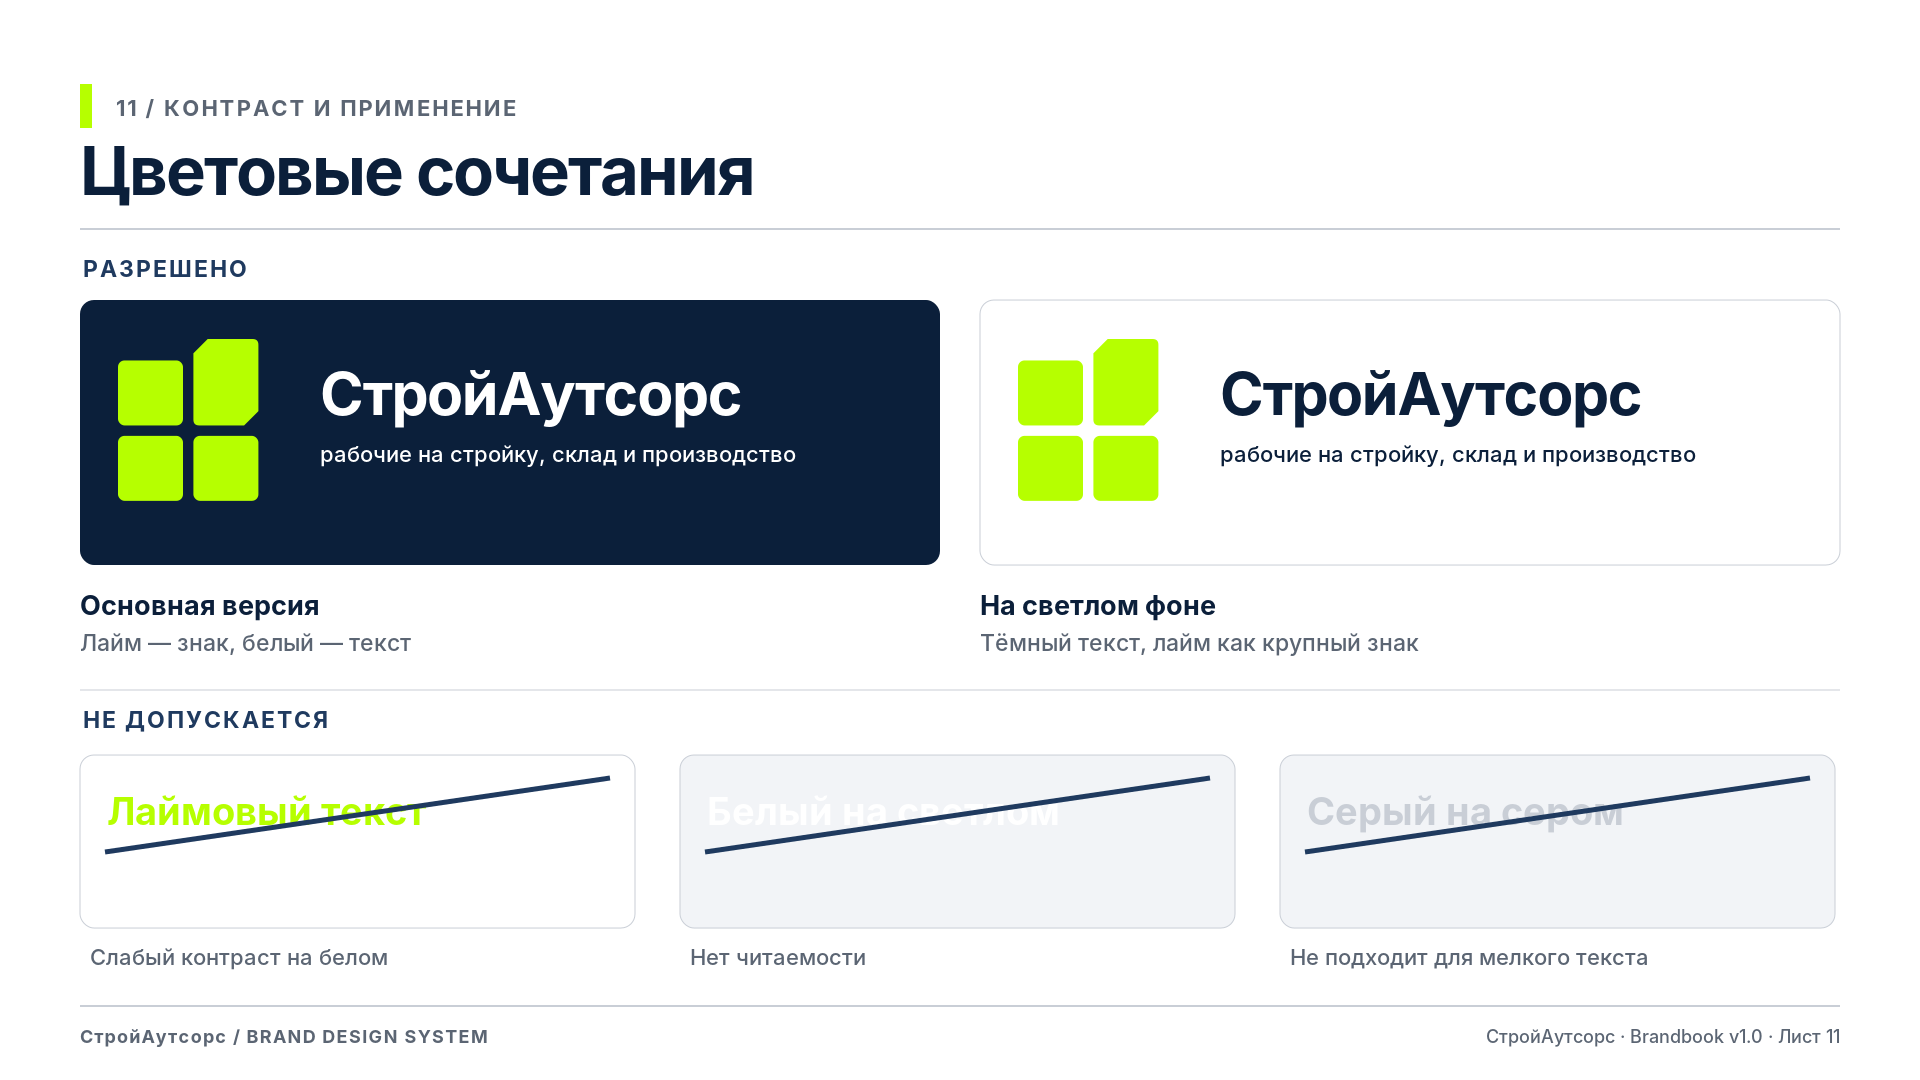 11 / КОНТРАСТ И ПРИМЕНЕНИЕ
Цветовые сочетания
РАЗРЕШЕНО
СтройАутсорс
рабочие на стройку, склад и производство
СтройАутсорс
рабочие на стройку, склад и производство
Основная версия
Лайм — знак, белый — текст
На светлом фоне
Тёмный текст, лайм как крупный знак
НЕ ДОПУСКАЕТСЯ
Лаймовый текст
Белый на светлом
Серый на сером
Слабый контраст на белом
Нет читаемости
Не подходит для мелкого текста
СтройАутсорс / BRAND DESIGN SYSTEM
СтройАутсорс · Brandbook v1.0 · Лист 11